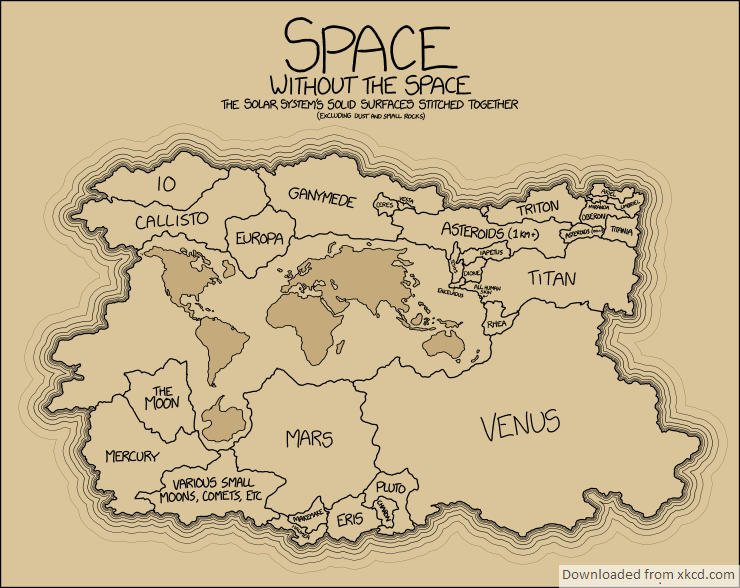 SPACE
WITHOUT THE SPACE
THE SOLAR SYSTEM'S SOLID SURFACES STITCHED TOGETHER
(EXCLUDING DUST AND SMALL ROCKS)
IO
GANYMEDE
CERES
VESTA
ARIEL
UMBRIEL
MIRANDA
TRITON
OBERON
TITANIA
CALLISTO
EUROPA
ASTEROIDS (1 KM+)
ASTEROIDS
IAPETUS
DIONE
TITAN
ENCELADUS
ALL HUMAN
SKIN
RHEA
THE
MOON
VENUS
MARS
MERCURY
VARIOUS SMALL
MOONS, COMETS, ETC
PLUTO
CHARON
MAKEMAKE
ERIS
Downloaded from xkcd.com